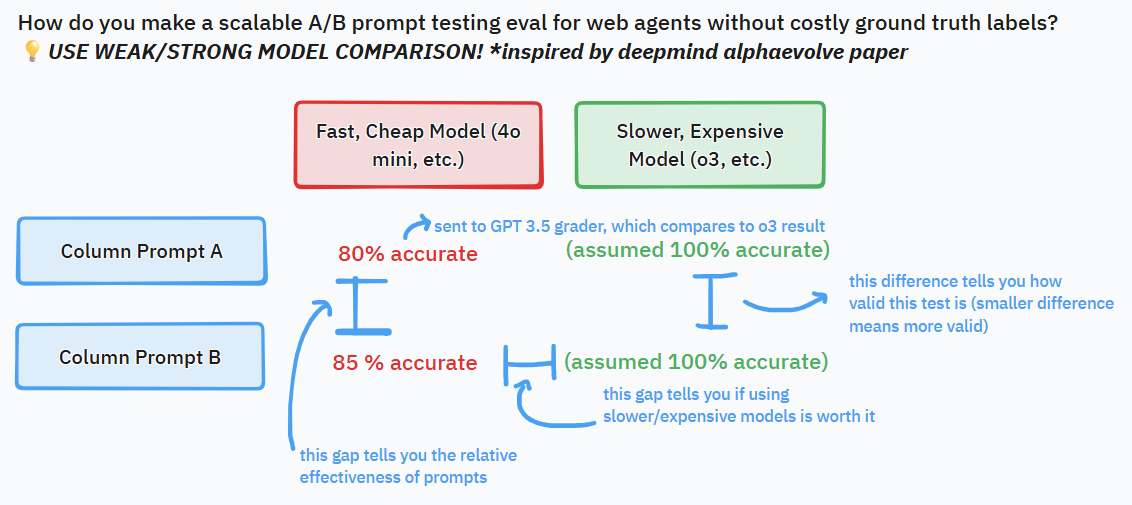 How do you make a scalable A/B prompt testing eval for web agents without costly ground truth labels?
💡 USE WEAK/STRONG MODEL COMPARISON! *inspired by deepmind alphaevolve paper
Fast, Cheap Model (4o
mini, etc.)
Slower, Expensive
Model (o3, etc.)
sent to GPT 3.5 grader, which compares to o3 result
Column Prompt A
80% accurate
(assumed 100% accurate)
this difference tells you how
valid this test is (smaller difference
means more valid)
Column Prompt B
85 % accurate
(assumed 100% accurate)
this gap tells you if using
slower/expensive models is worth it
this gap tells you the relative
effectiveness of prompts